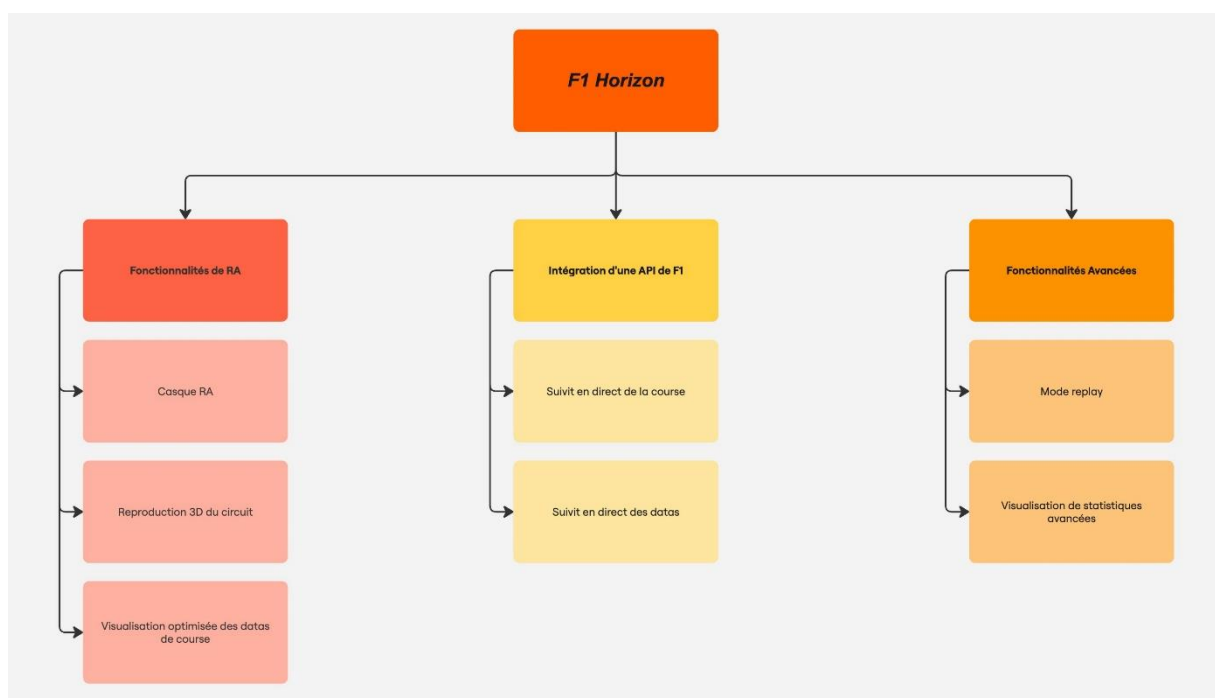 F1 Horizon
Fonctionnalités de RA
Intégration d'une API de F1
Fonctionnalités Avancées
Casque RA
Suivit en direct de la course
Mode replay
Reproduction 3D du circuit
Suivit en direct des datas
Visualisation de statistiques
avancées
Visualisation optimisée des datas
de course